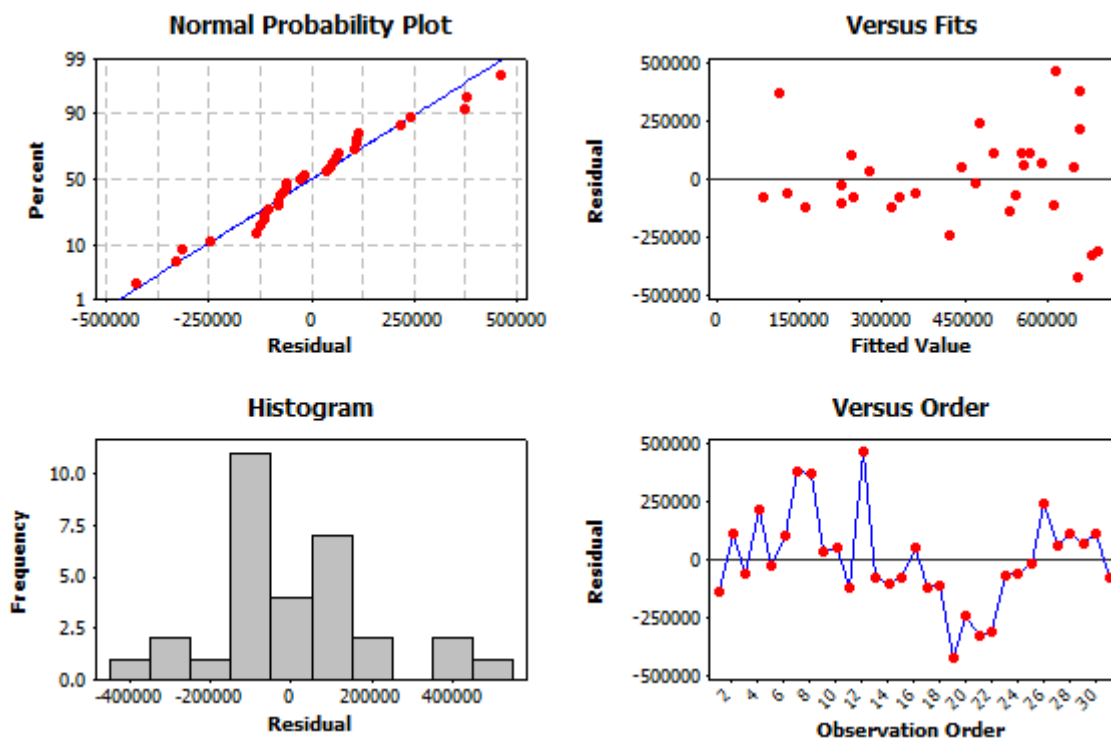 Normal Probability Plot
99
90
50
10
1
Percent
-500000 -250000 0 250000 500000
Residual
Versus Fits
500000
250000
0
-250000
-500000
Residual
0 150000 300000 450000 600000
Fitted Value
Histogram
10.0
7.5
5.0
2.5
0.0
Frequency
-400000 -200000 0 200000 400000
Residual
Versus Order
500000
250000
0
-250000
-500000
Residual
2 4 6 8 10 12 14 16 18 20 22 24 26 28 30
Observation Order